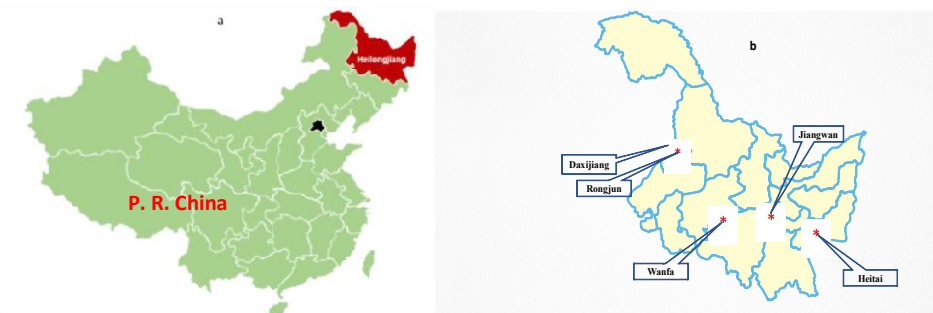 a
Heilongjiang
P. R. China
b
Jiangwan
Daxijiang
Rongjun
Wanfa
Heitai